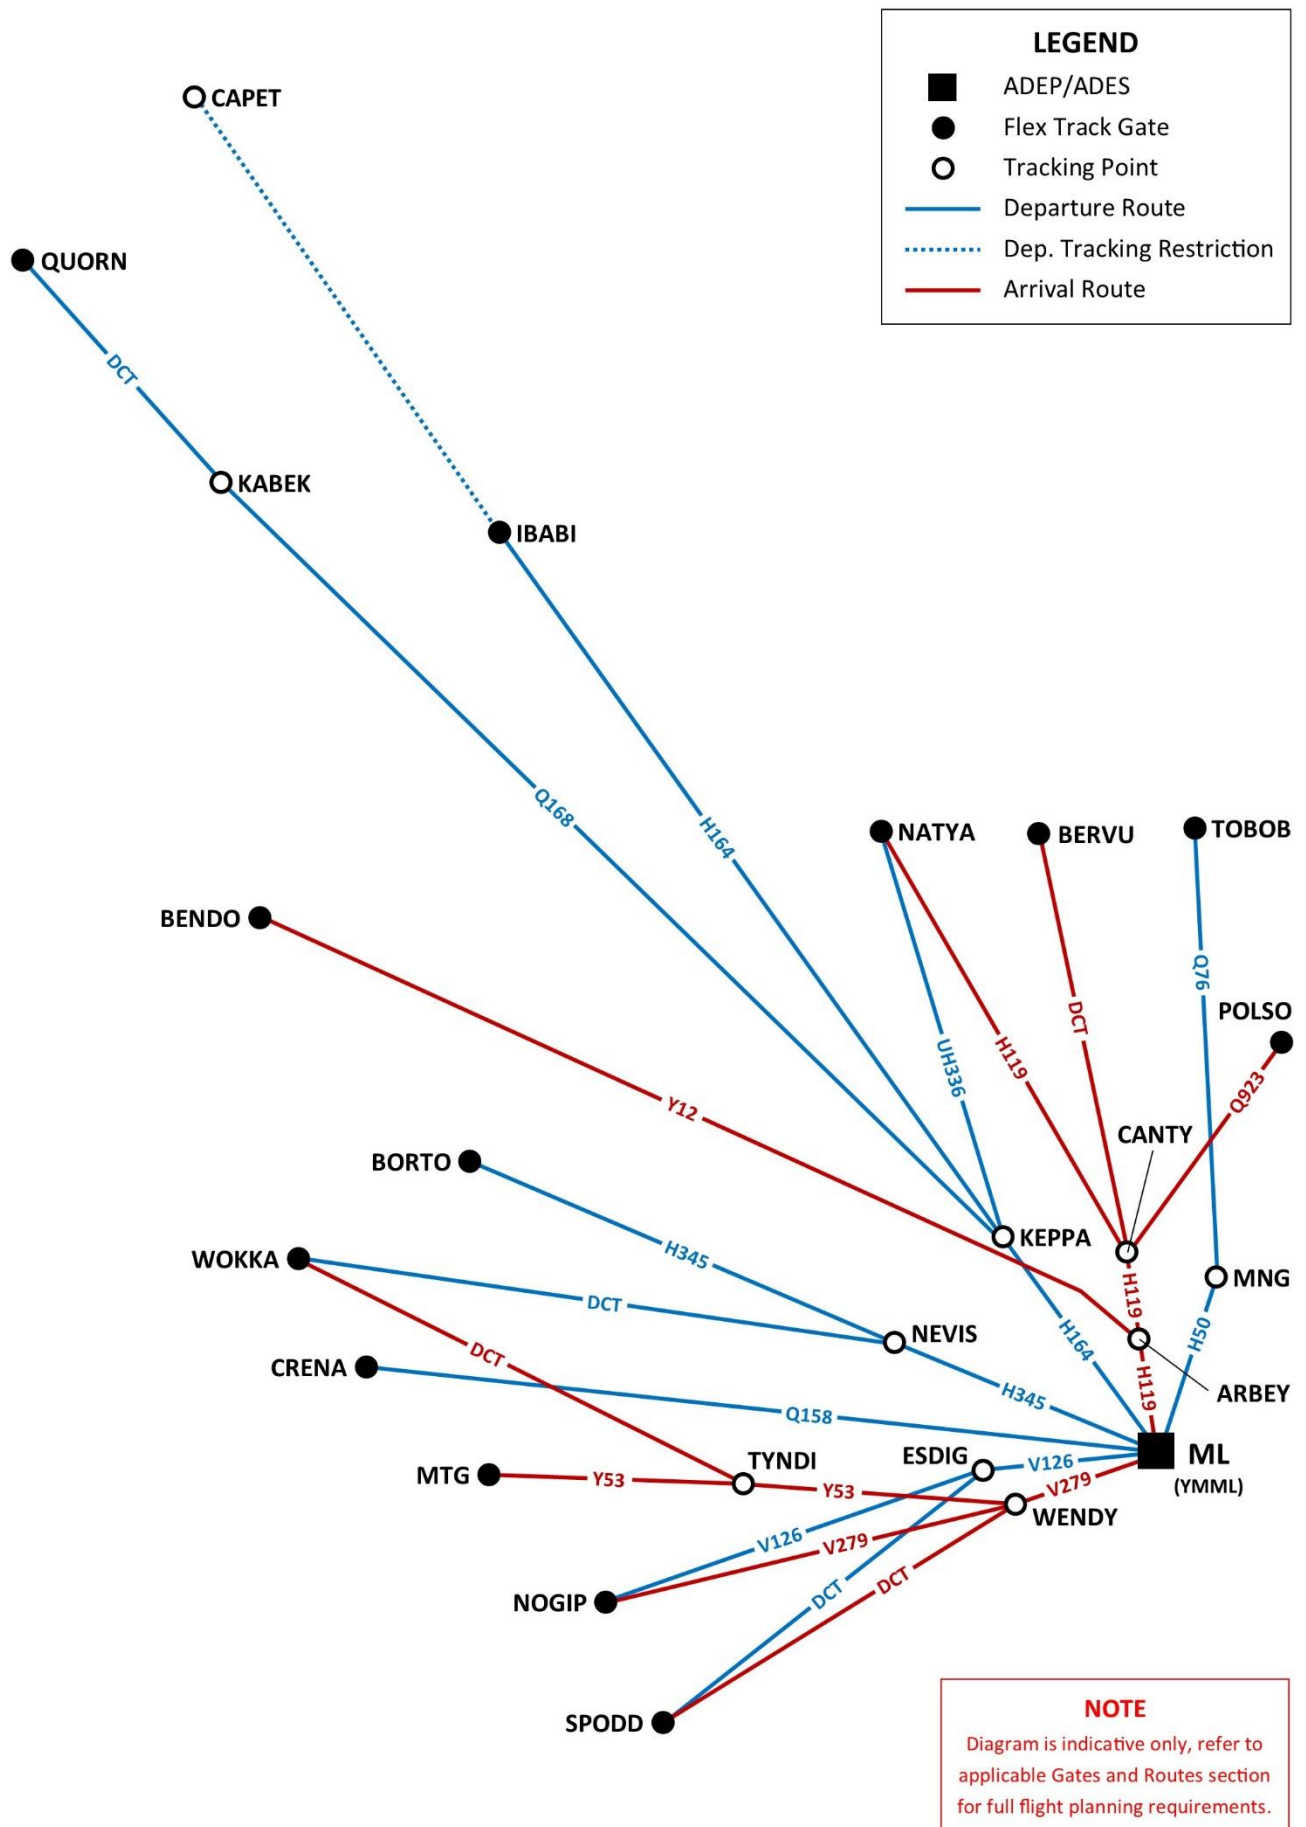 LEGEND
ADEP/ADES
Flex Track Gate
Tracking Point
Departure Route
Dep. Tracking Restriction
Arrival Route
CAPET
QUORN
DCT
KABEK
IBABI
Q168
H164
NATYA
BERVU
TOBOB
BENDO
Q76
POLSO
DCT
H119
UH336
Q923
Y12
CANTY
BORTO
KEPPA
H345
WOKKA
MNG
DCT
H119
NEVIS
H164
H50
DCT
CRENA
H345
H119
ARBEY
Q158
ML
(YMML)
ESDIG
V126
TYNDI
MTG
Y53
Y53
V279
WENDY
V126
V279
DCT
DCT
NOGIP
SPODD
NOTE
Diagram is indicative only, refer to
applicable Gates and Routes section
for full flight planning requirements.